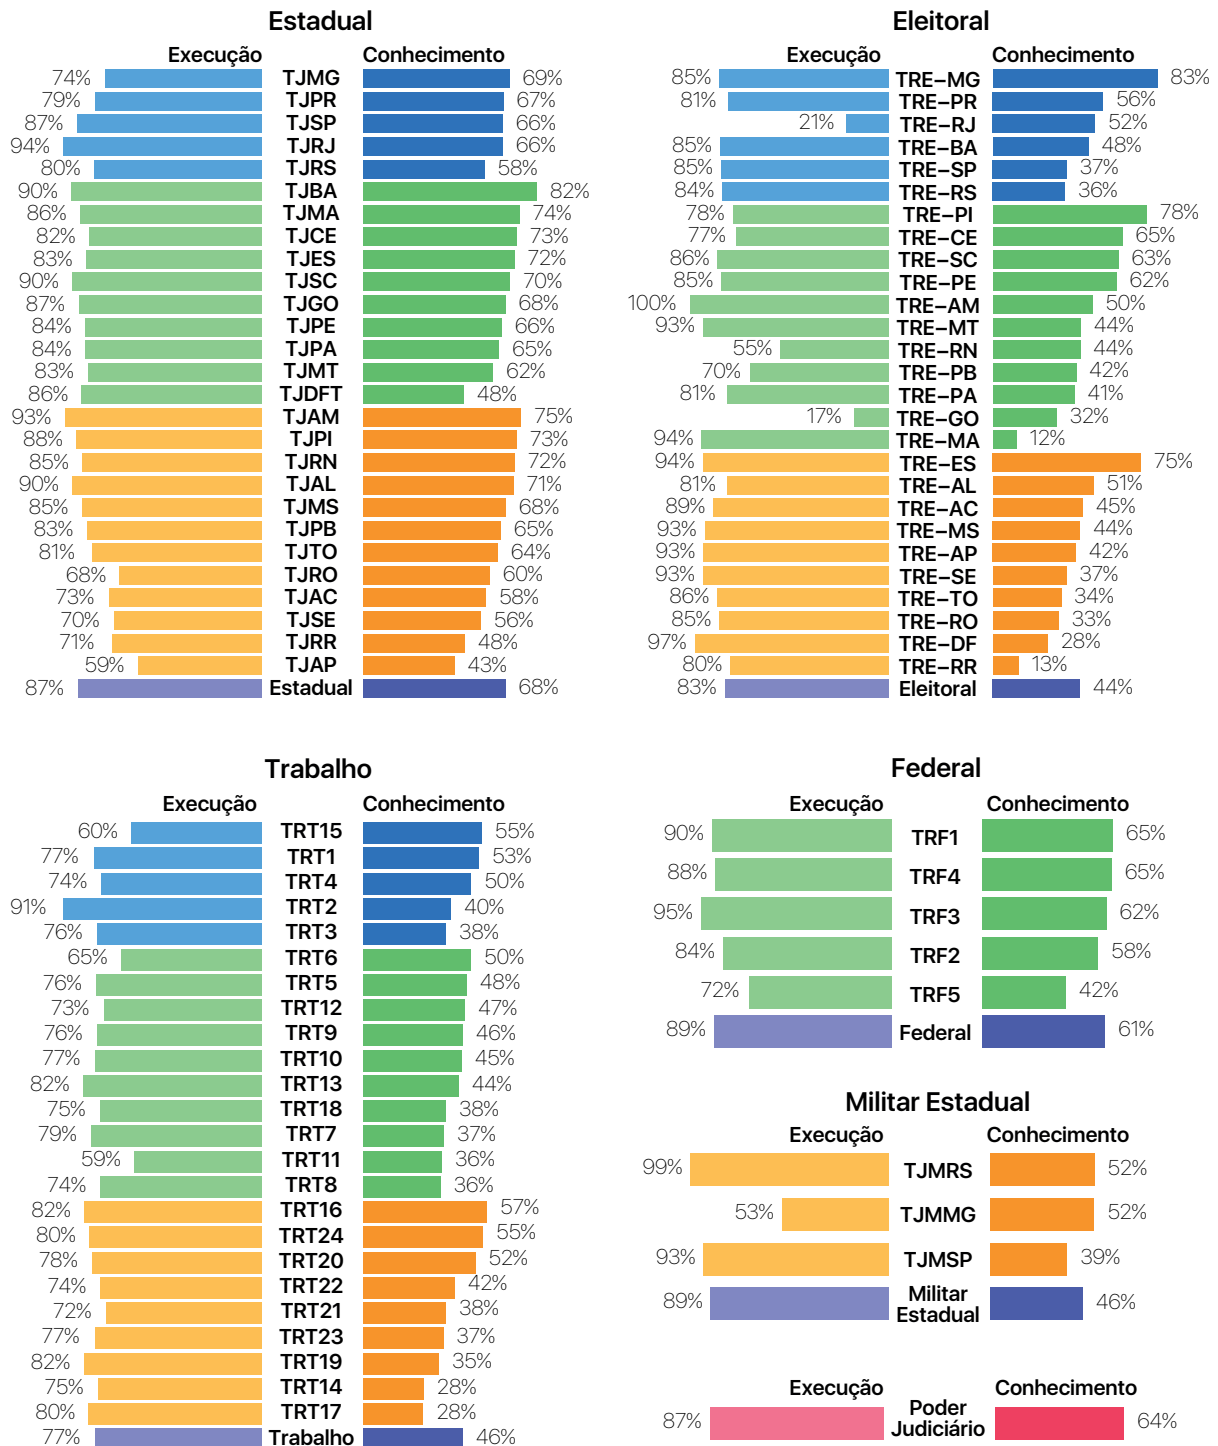 Estadual
Execução Conhecimento
74% TJMG 69%
79% TJPR 67%
87% TJSP 66%
94% TJRJ 66%
80% TJRS 58%
90% TJBA 82%
86% TJMA 74%
82% TJCE 73%
83% TJES 72%
90% TJSC 70%
87% TJGO 68%
84% TJPE 66%
84% TJPA 65%
83% TJMT 62%
86% TJDFT 48%
93% TJAM 75%
88% TJPI 73%
85% TJRN 72%
90% TJAL 71%
85% TJMS 68%
83% TJPB 65%
81% TJTO 64%
68% TJRO 60%
73% TJAC 58%
70% TJSE 56%
71% TJRR 48%
59% TJAP 43%
87% Estadual 68%
Eleitoral
Execução Conhecimento
85% TRE–MG 83%
81% TRE–PR 56%
21% TRE–RJ 52%
85% TRE–BA 48%
85% TRE–SP 37%
84% TRE–RS 36%
78% TRE–PI 78%
77% TRE–CE 65%
86% TRE–SC 63%
85% TRE–PE 62%
100% TRE–AM 50%
93% TRE–MT 44%
55% TRE–RN 44%
70% TRE–PB 42%
81% TRE–PA 41%
17% TRE–GO 32%
94% TRE–MA 12%
94% TRE–ES 75%
81% TRE–AL 51%
89% TRE–AC 45%
93% TRE–MS 44%
93% TRE–AP 42%
93% TRE–SE 37%
86% TRE–TO 34%
85% TRE–RO 33%
97% TRE–DF 28%
80% TRE–RR 13%
83% Eleitoral 44%
Trabalho
Execução Conhecimento
60% TRT15 55%
77% TRT1 53%
74% TRT4 50%
91% TRT2 40%
76% TRT3 38%
65% TRT6 50%
76% TRT5 48%
73% TRT12 47%
76% TRT9 46%
77% TRT10 45%
82% TRT13 44%
75% TRT18 38%
79% TRT7 37%
59% TRT11 36%
74% TRT8 36%
82% TRT16 57%
80% TRT24 55%
78% TRT20 52%
74% TRT22 42%
72% TRT21 38%
77% TRT23 37%
82% TRT19 35%
75% TRT14 28%
80% TRT17 28%
77% Trabalho 46%
Federal
Execução Conhecimento
90% TRF1 65%
88% TRF4 65%
95% TRF3 62%
84% TRF2 58%
72% TRF5 42%
89% Federal 61%
Militar Estadual
Execução Conhecimento
99% TJMRS 52%
53% TJMMG 52%
93% TJMSP 39%
89% Militar 46%
Estadual
Execução Conhecimento
87% Poder 64%
Judiciário